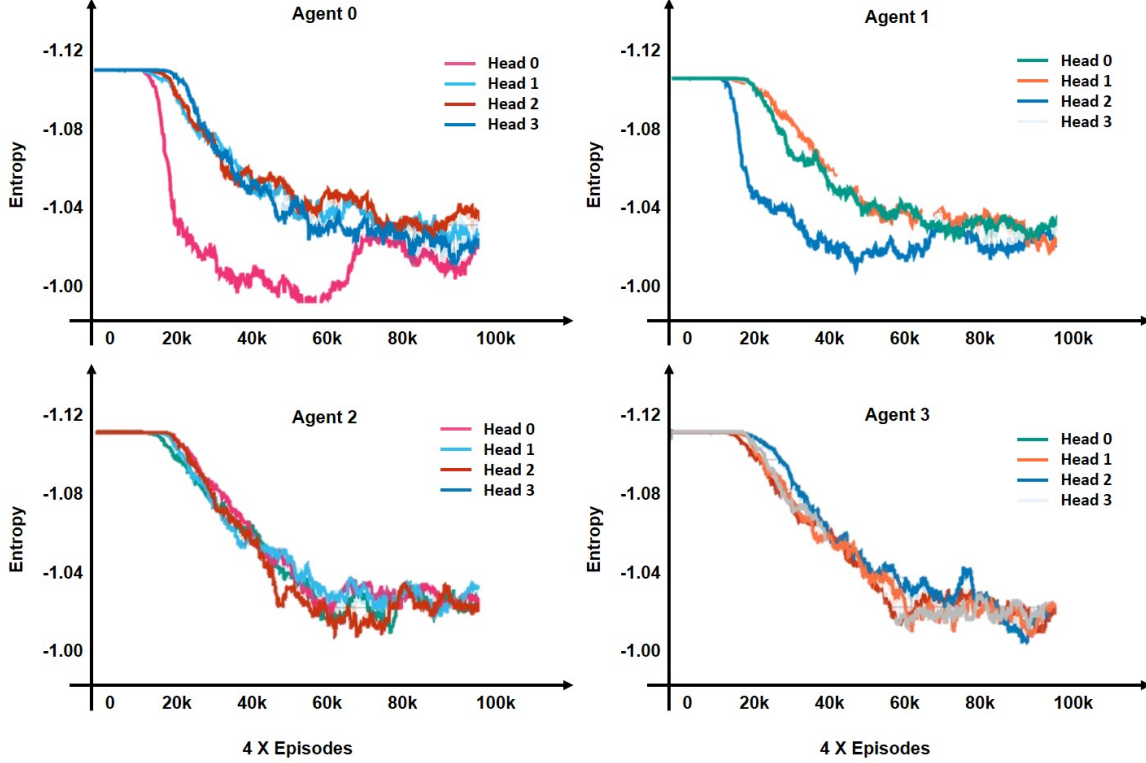 Agent 0
-1.12
-1.08
-1.04
-1.00
Entropy
Head 0
Head 1
Head 2
Head 3
0 20k 40k 60k 80k 100k
Agent 1
-1.12
-1.08
-1.04
-1.00
Entropy
Head 0
Head 1
Head 2
Head 3
0 20k 40k 60k 80k 100k
Agent 2
-1.12
-1.08
-1.04
-1.00
Entropy
Head 0
Head 1
Head 2
Head 3
0 20k 40k 60k 80k 100k
4 X Episodes
Agent 3
-1.12
-1.08
-1.04
-1.00
Entropy
Head 0
Head 1
Head 2
Head 3
0 20k 40k 60k 80k 100k
4 X Episodes